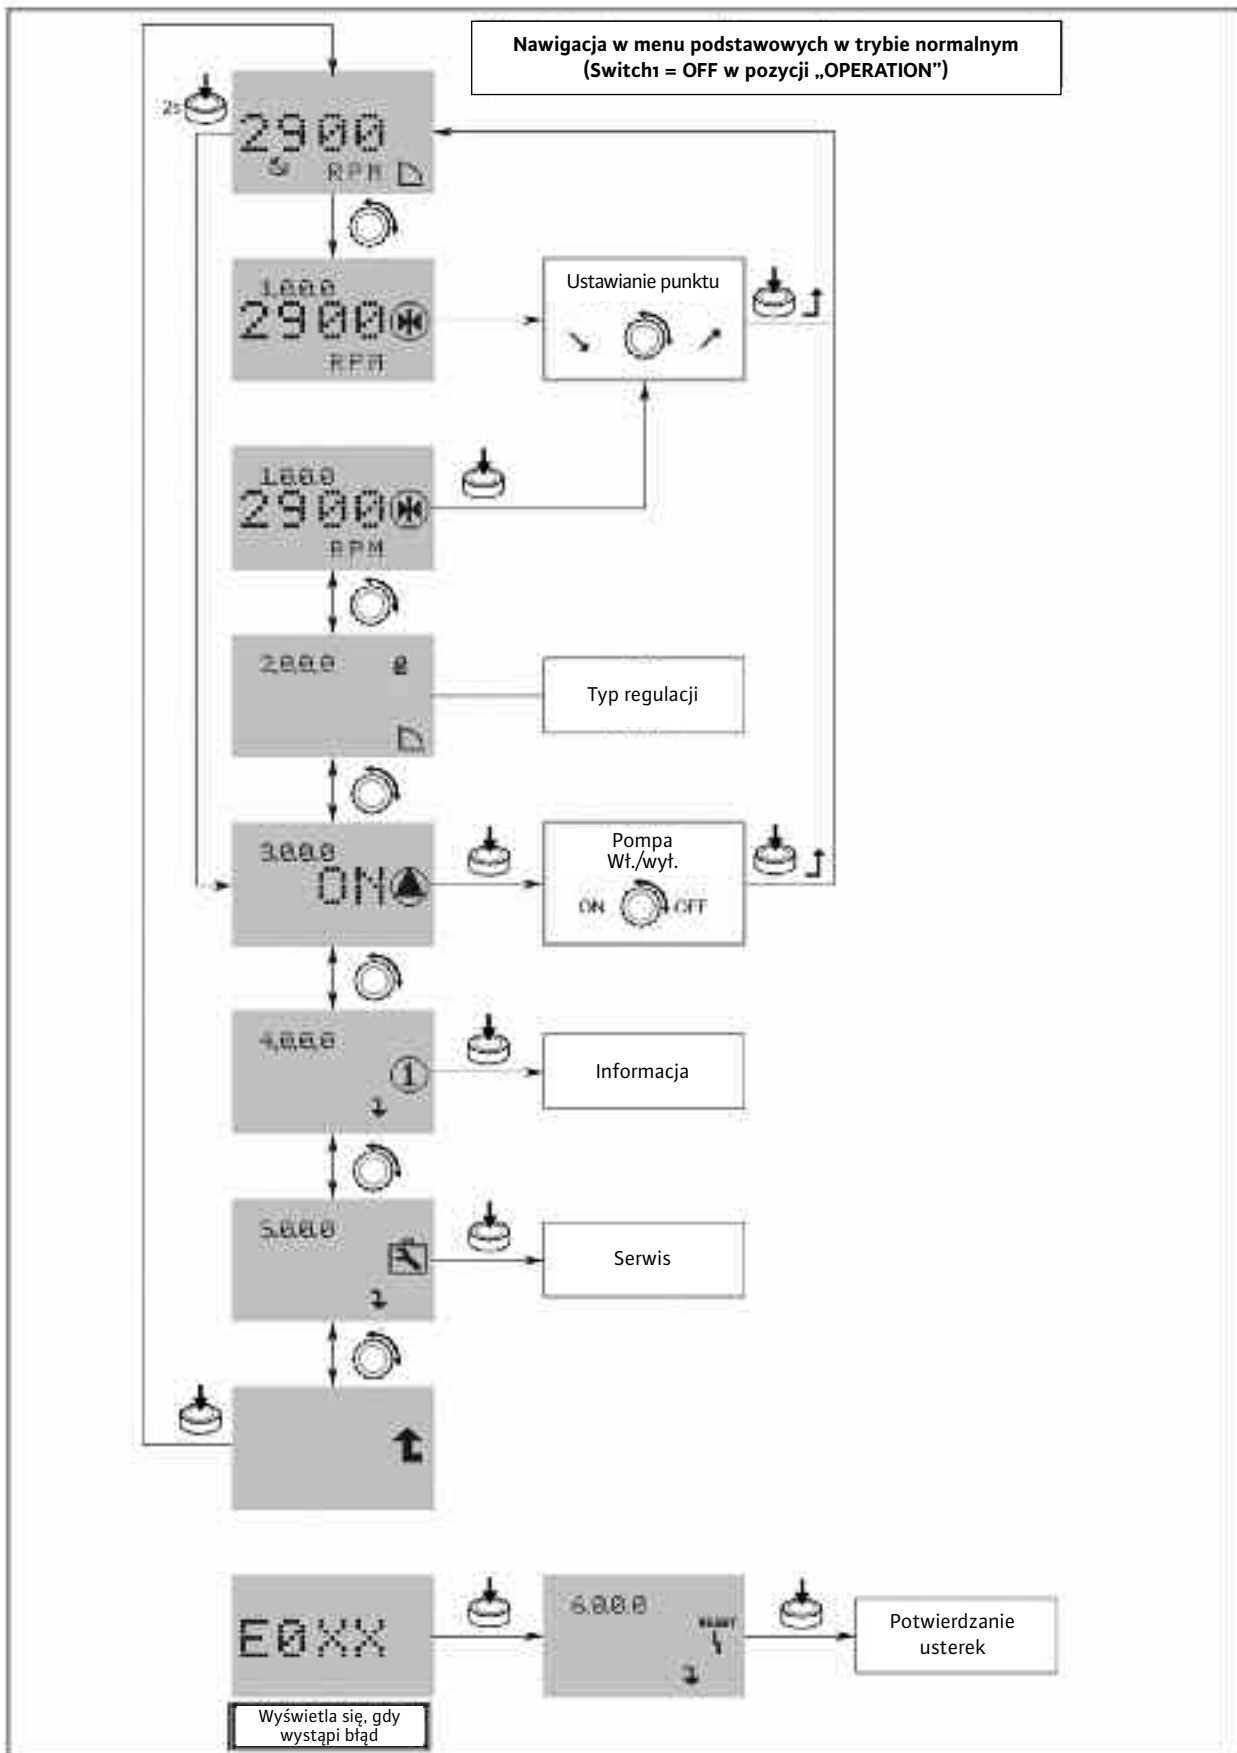 Nawigacja w menu podstawowych w trybie normalnym
(Switch1 = OFF w pozycji „OPERATION”)
2s
2900
RPM
1.0.0.0
2900
RPM
Ustawianie punktu
1.0.0.0
2900
RPM
2.0.0.0
Typ regulacji
3.0.0.0
ON
Pompa
Wł./wył.
ON OFF
4.0.0.0
Informacja
5.0.0.0
Serwis
E0XX
6.0.0.0
RESET
Potwierdzanie
usterek
Wyświetla się, gdy
wystąpi błąd